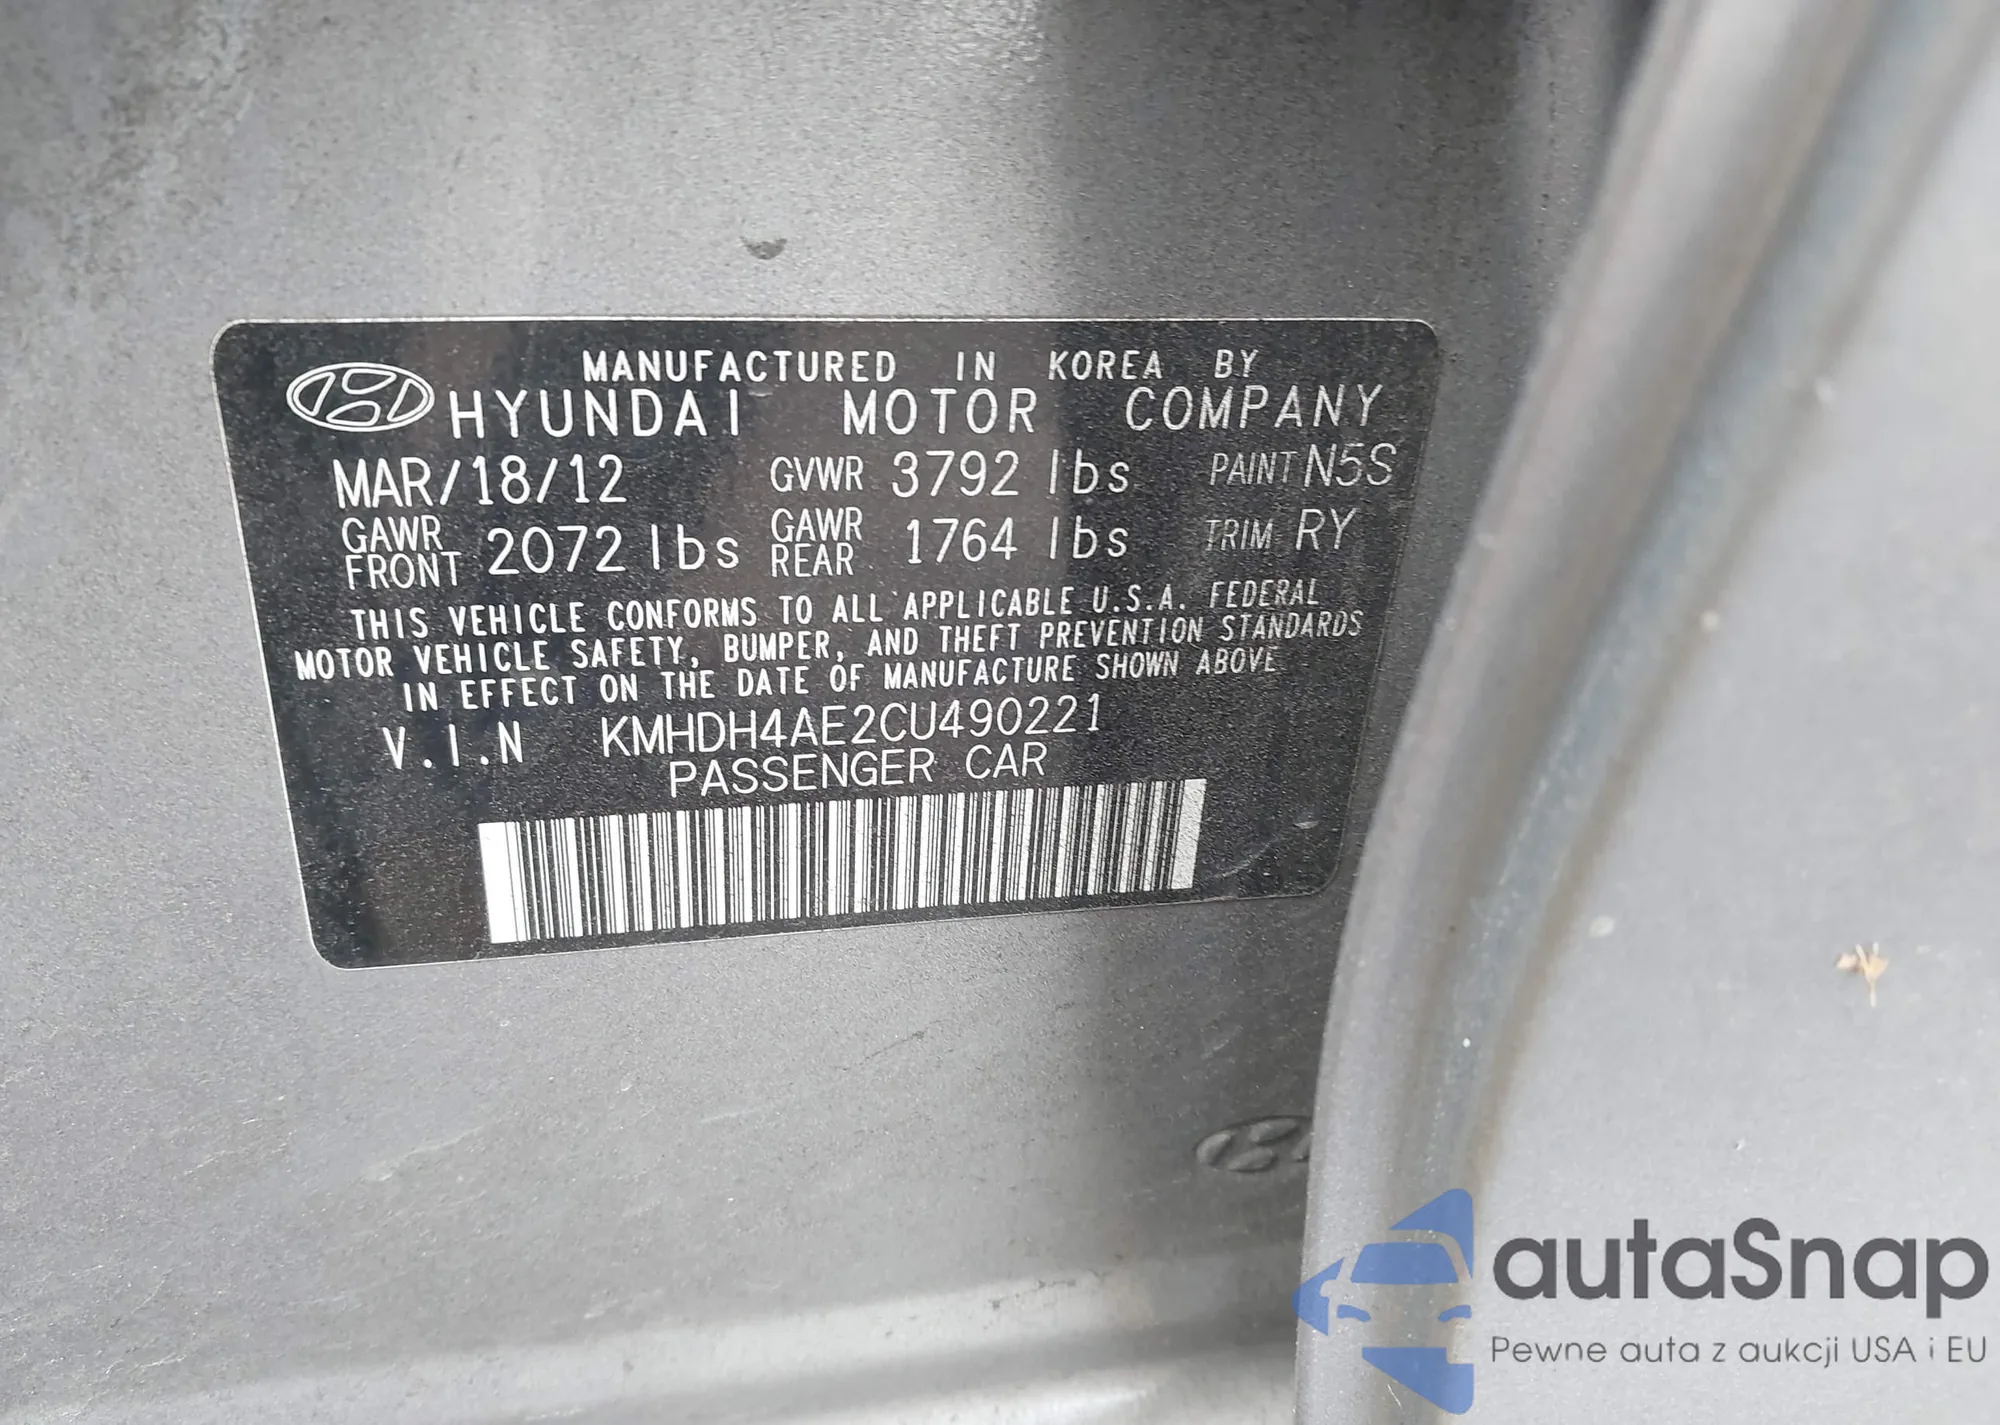 MANUFACTURED IN KOREA BY
HYUNDAI MOTOR COMPANY
MAR/18/12 GVWR 3792 lbs PAINT N5S
GAWR FRONT 2072 lbs GAWR REAR 1764 lbs TRIM RY
THIS VEHICLE CONFORMS TO ALL APPLICABLE U.S.A. FEDERAL
MOTOR VEHICLE SAFETY, BUMPER, AND THEFT PREVENTION STANDARDS
IN EFFECT ON THE DATE OF MANUFACTURE SHOWN ABOVE
V.I.N KMHDH4AE2CU490221
PASSENGER CAR
autaSnap
Pewne auta z aukcji USA i EU